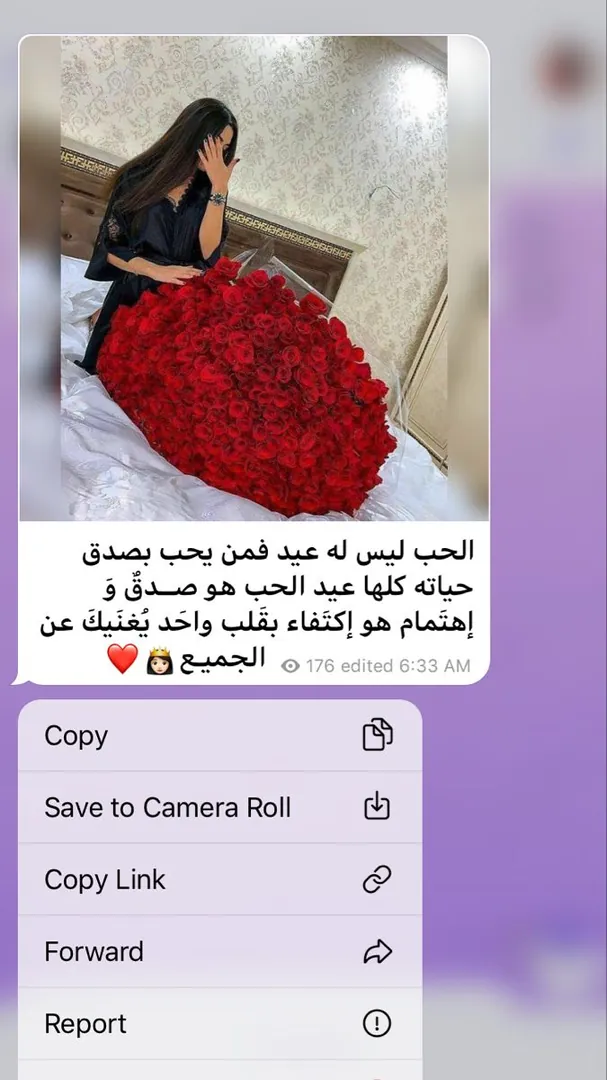 الحب ليس له عيد فمن يحب بصدق
حياته كلها عيد الحب هو صــدقٌ وَ
إهتَمام هو إكتَفاء بقَلب واحَد يُغنَيكَ عن
الجميـع 👸🏻❤️ 176 edited 6:33 AM
Copy
Save to Camera Roll
Copy Link
Forward
Report